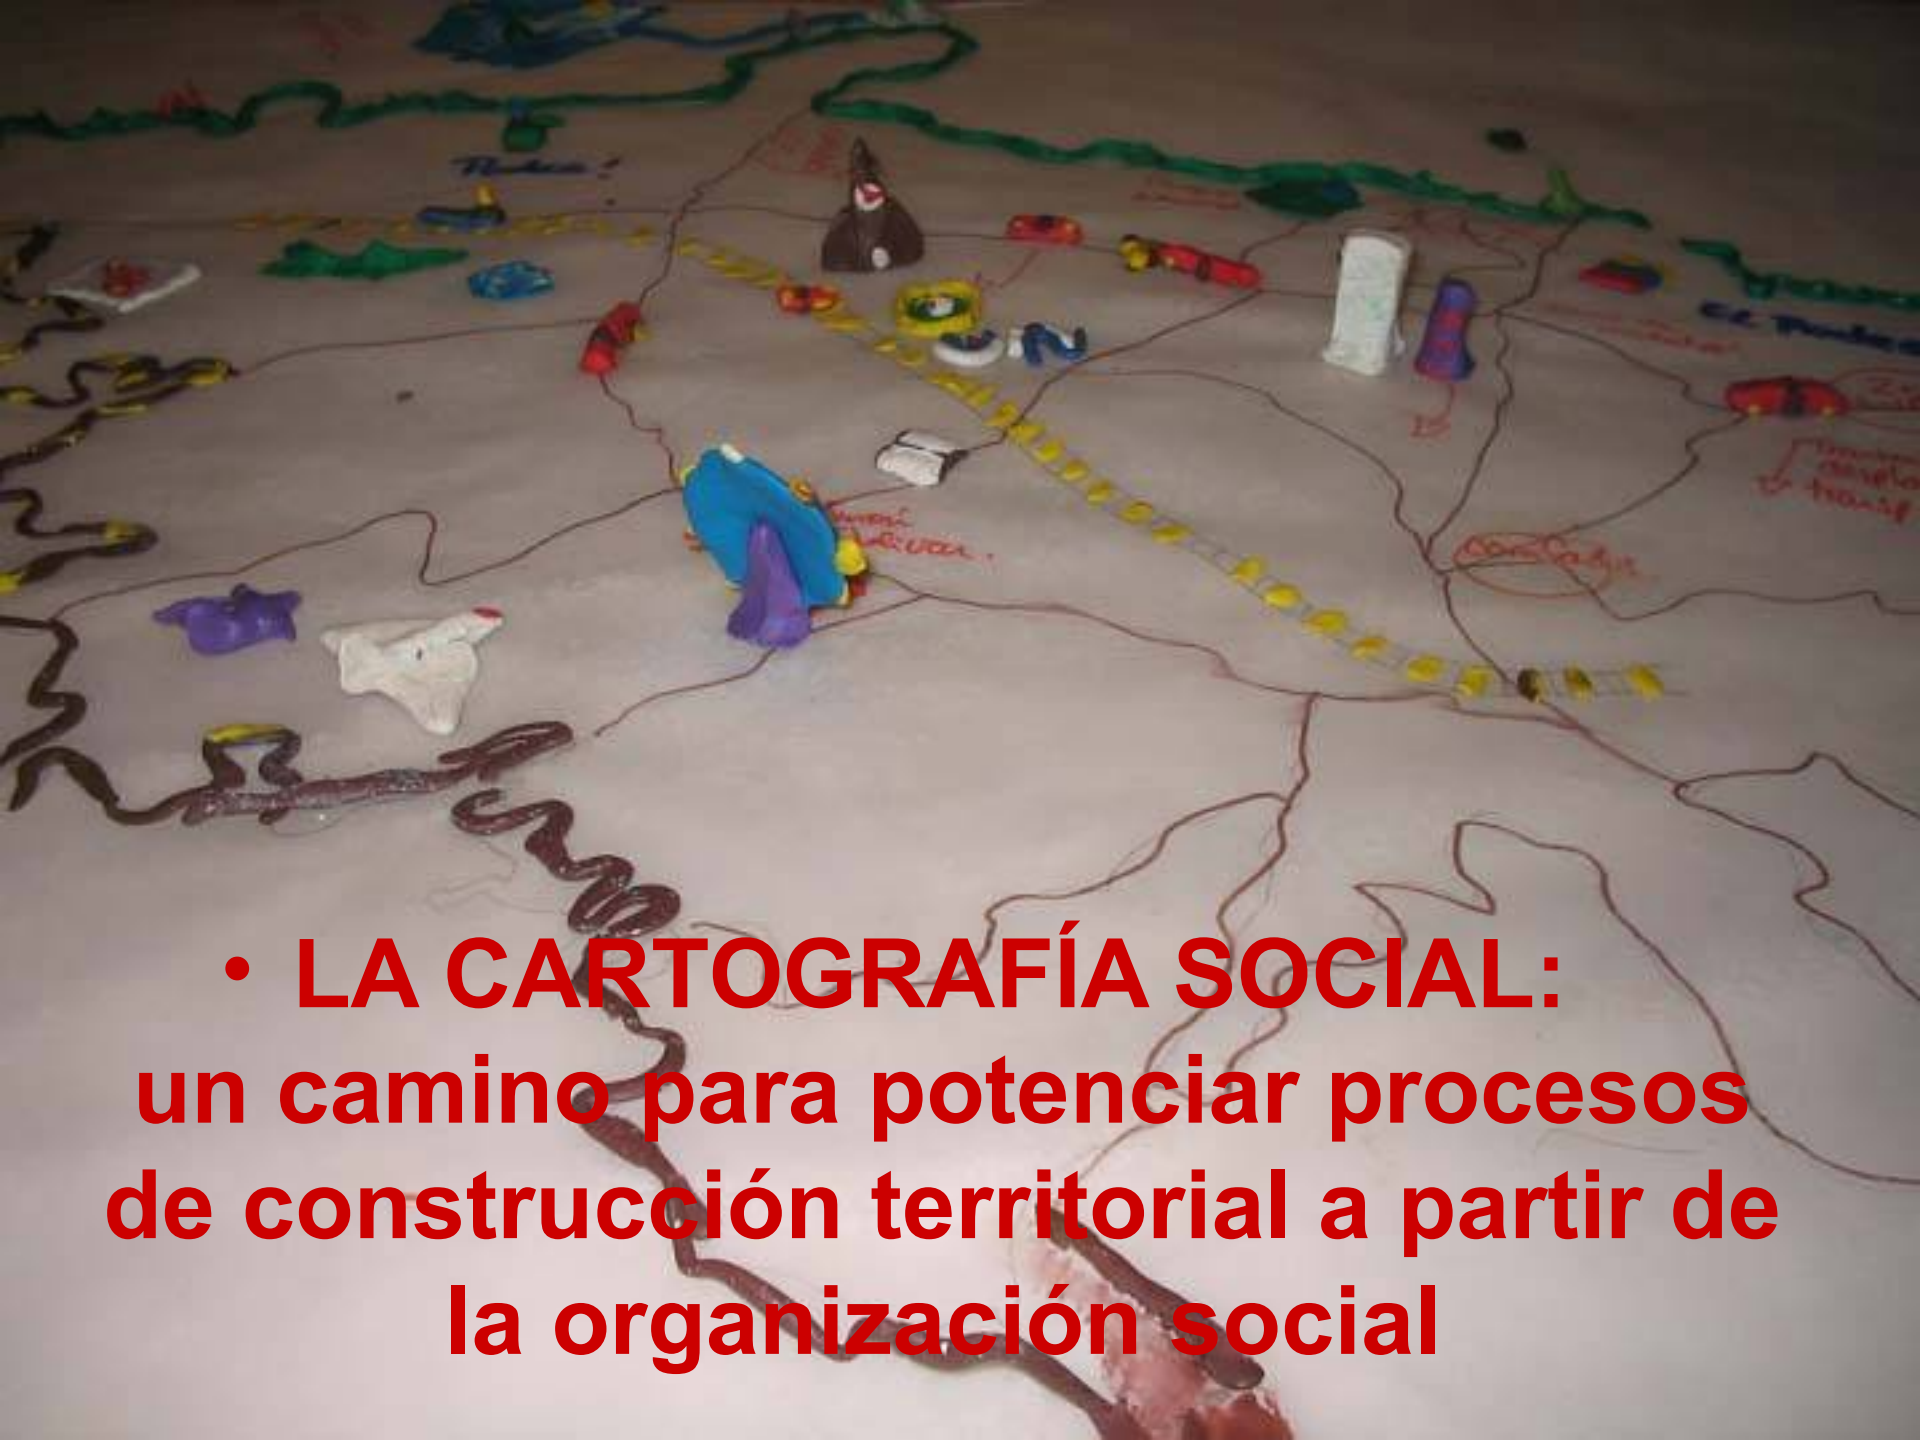 • LA CARTOGRAFÍA SOCIAL:
un camino para potenciar procesos
de construcción territorial a partir de
la organización social